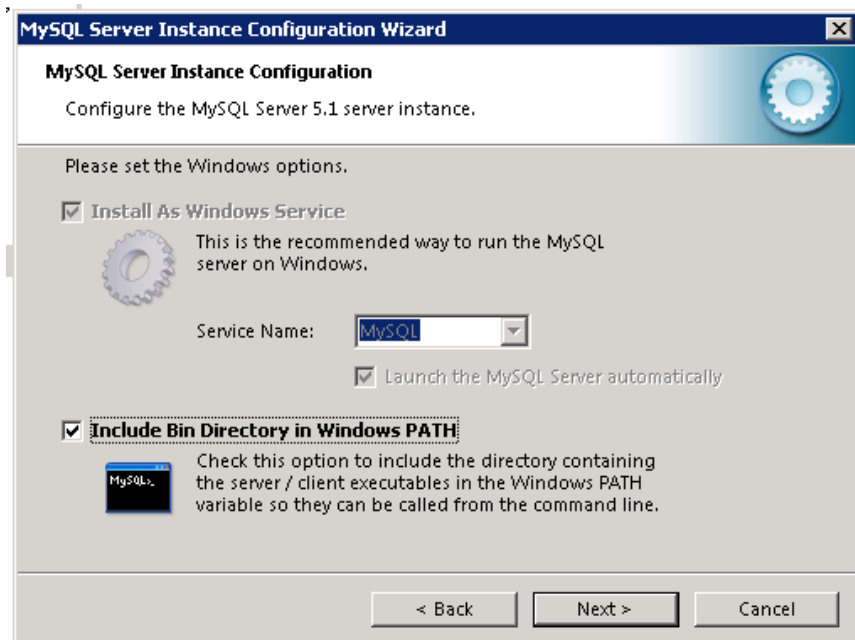 MySQL Server Instance Configuration Wizard
MySQL Server Instance Configuration
Configure the MySQL Server 5.1 server instance.
Please set the Windows options.
Install As Windows Service
This is the recommended way to run the MySQL
server on Windows.
Service Name: MySQL
Launch the MySQL Server automatically
Include Bin Directory in Windows PATH
MySQL>_
Check this option to include the directory containing
the server / client executables in the Windows PATH
variable so they can be called from the command line.
< Back Next > Cancel